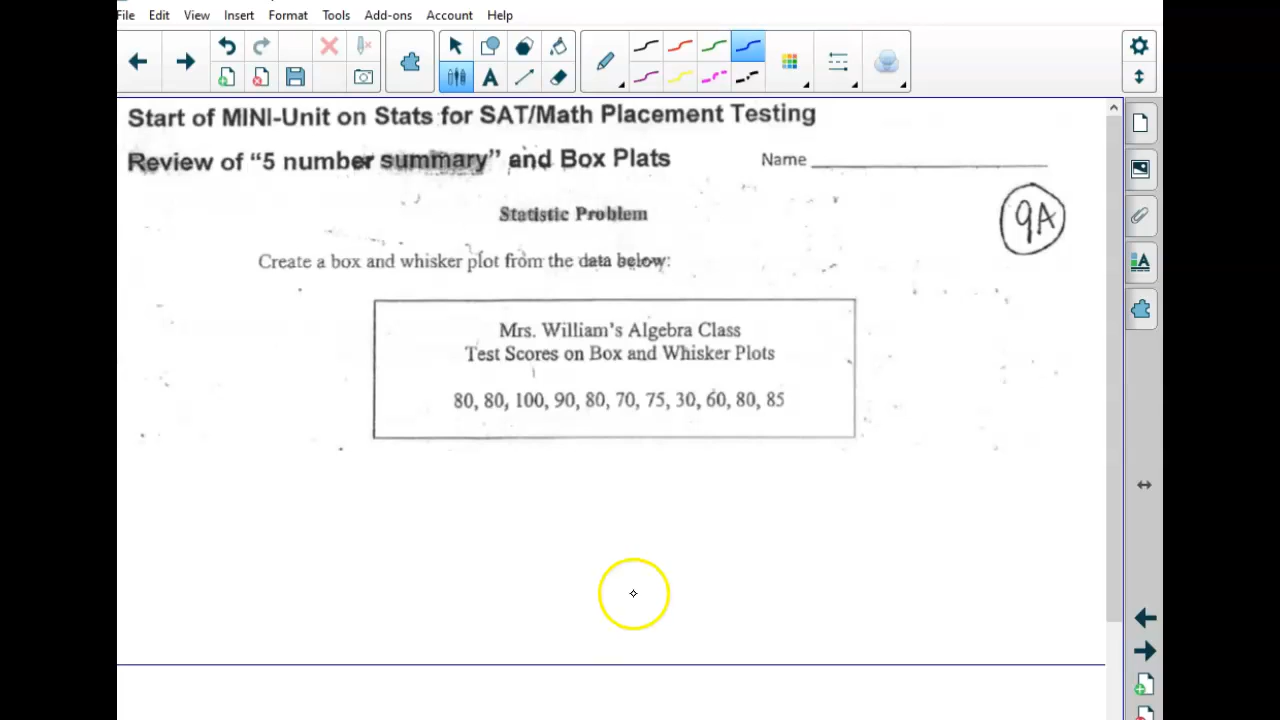 File Edit View Insert Format Tools Add-ons Account Help
Start of MINI-Unit on Stats for SAT/Math Placement Testing
Review of “5 number summary” and Box Plats
Name
9A
Statistic Problem
Create a box and whisker plot from the data below:
Mrs. William's Algebra Class
Test Scores on Box and Whisker Plots
80, 80, 100, 90, 80, 70, 75, 30, 60, 80, 85